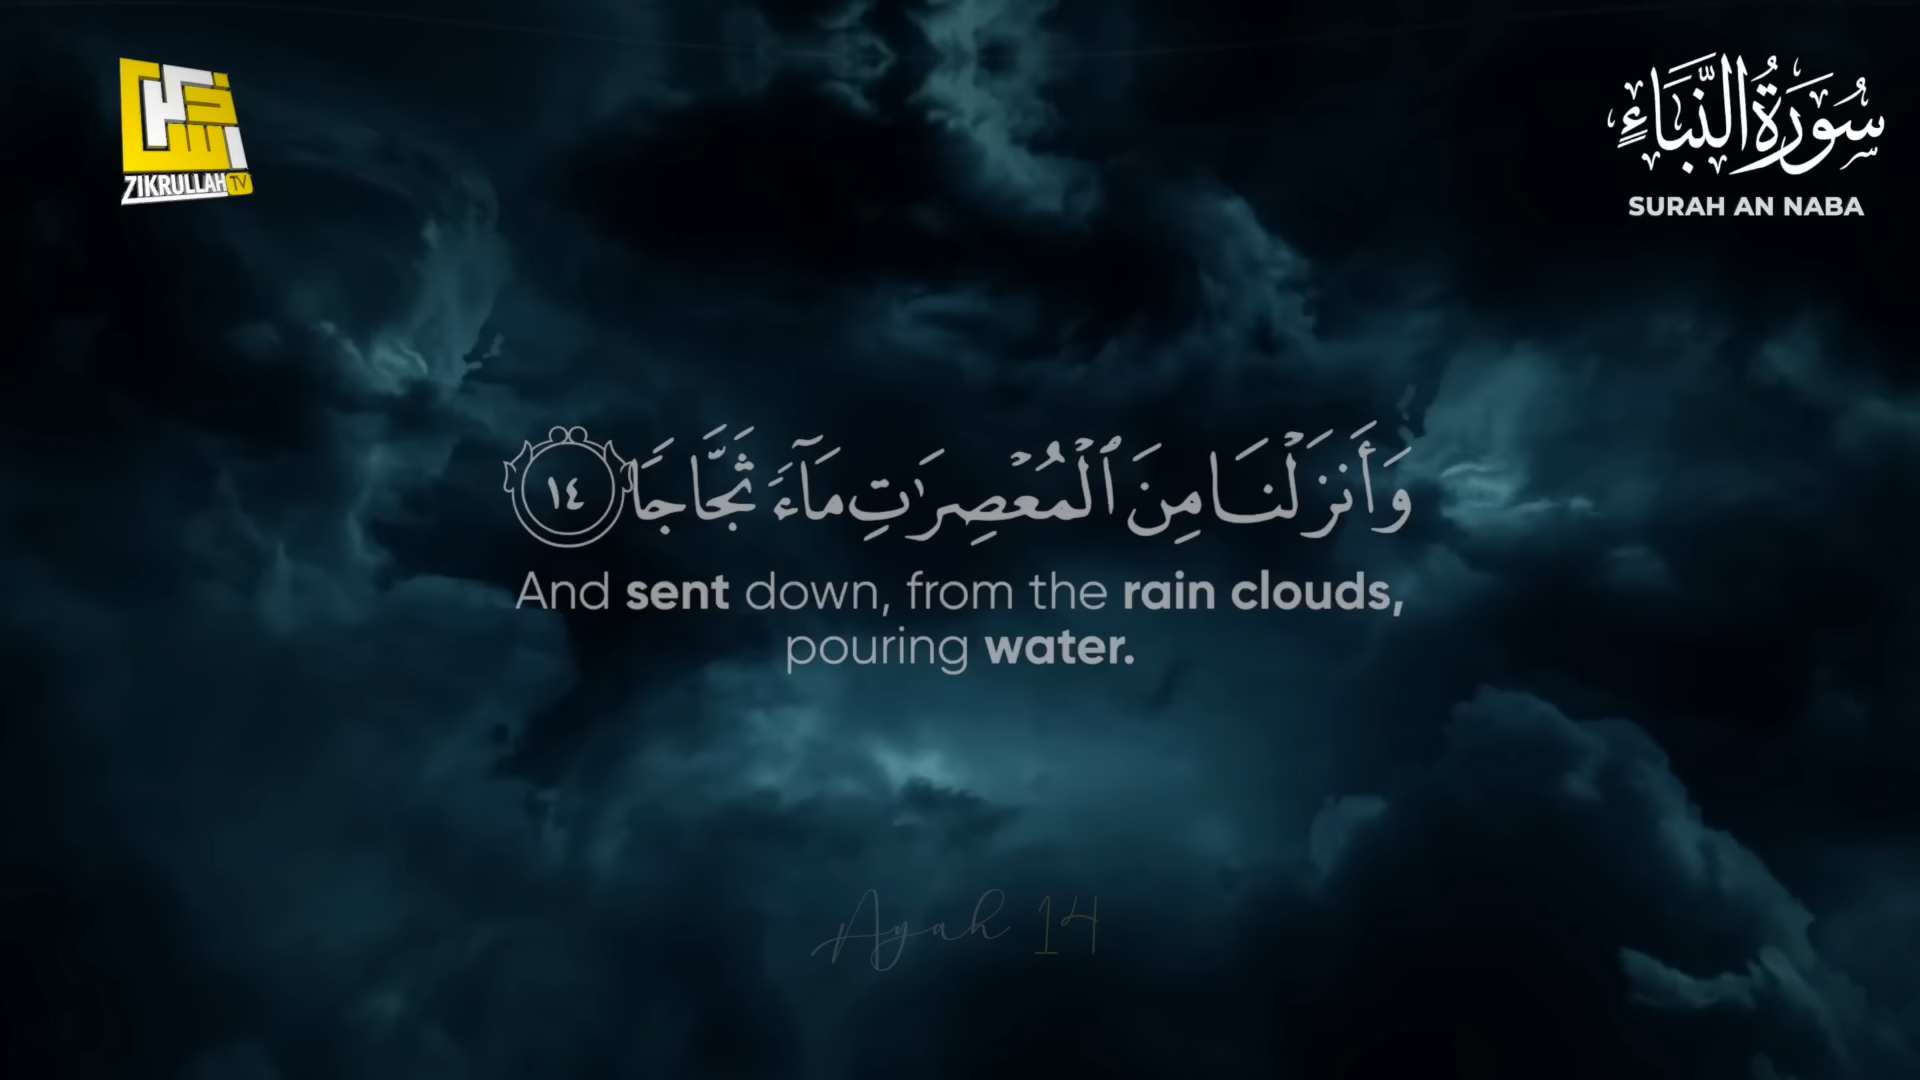 ZIKRULLAH TV
سُورَةُ النَّبَاءِ
SURAH AN NABA
وَأَنزَلْنَا مِنَ ٱلْمُعْصِرَٰتِ مَآءً ثَجَّاجًا ١٤
And sent down, from the rain clouds,
pouring water.
Ayah 14